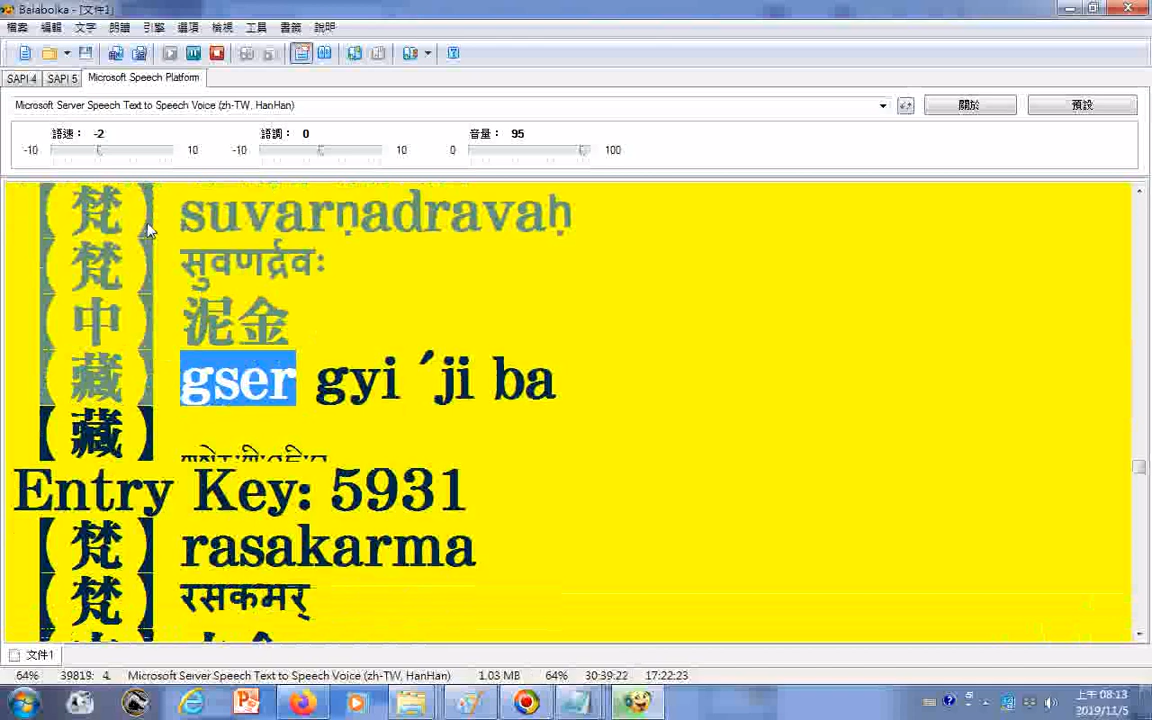 Balabolka - [文件1]
檔案 編輯 文字 朗讀 引擎 選項 檢視 工具 書籤 說明
SAPI 4 SAPI 5 Microsoft Speech Platform
Microsoft Server Speech Text to Speech Voice (zh-TW, HanHan) 關於 預設
語速： -2 語調： 0 音量： 95
-10 10 -10 10 0 100
【梵】 suvarṇadravaḥ
【梵】 सुवणर्द्रवः
【中】 泥金
【藏】 gser gyi ´ji ba
【藏】
Entry Key: 5931
【梵】 rasakarma
【梵】 रसकमर्
文件1
64% 39819: 4. Microsoft Server Speech Text to Speech Voice (zh-TW, HanHan) 1.03 MB 64% 30:39:22 17:22:23
上午 08:13
2019/11/5